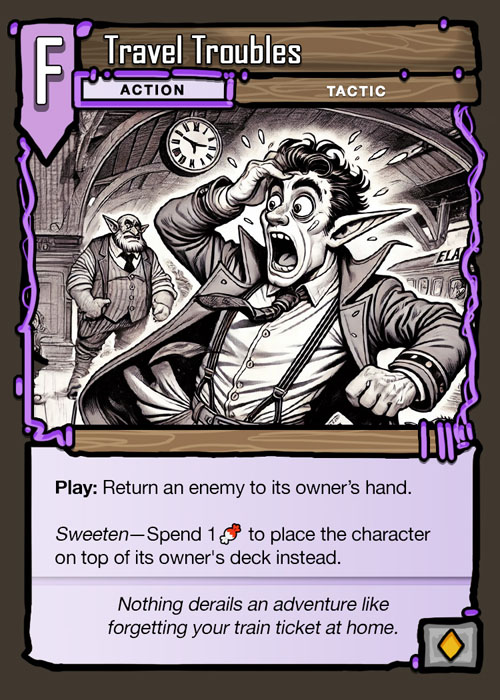 F
Travel Troubles
ACTION
TACTIC
ELA
Play: Return an enemy to its owner’s hand.
Sweeten—Spend 1 to place the character
on top of its owner's deck instead.
Nothing derails an adventure like
forgetting your train ticket at home.